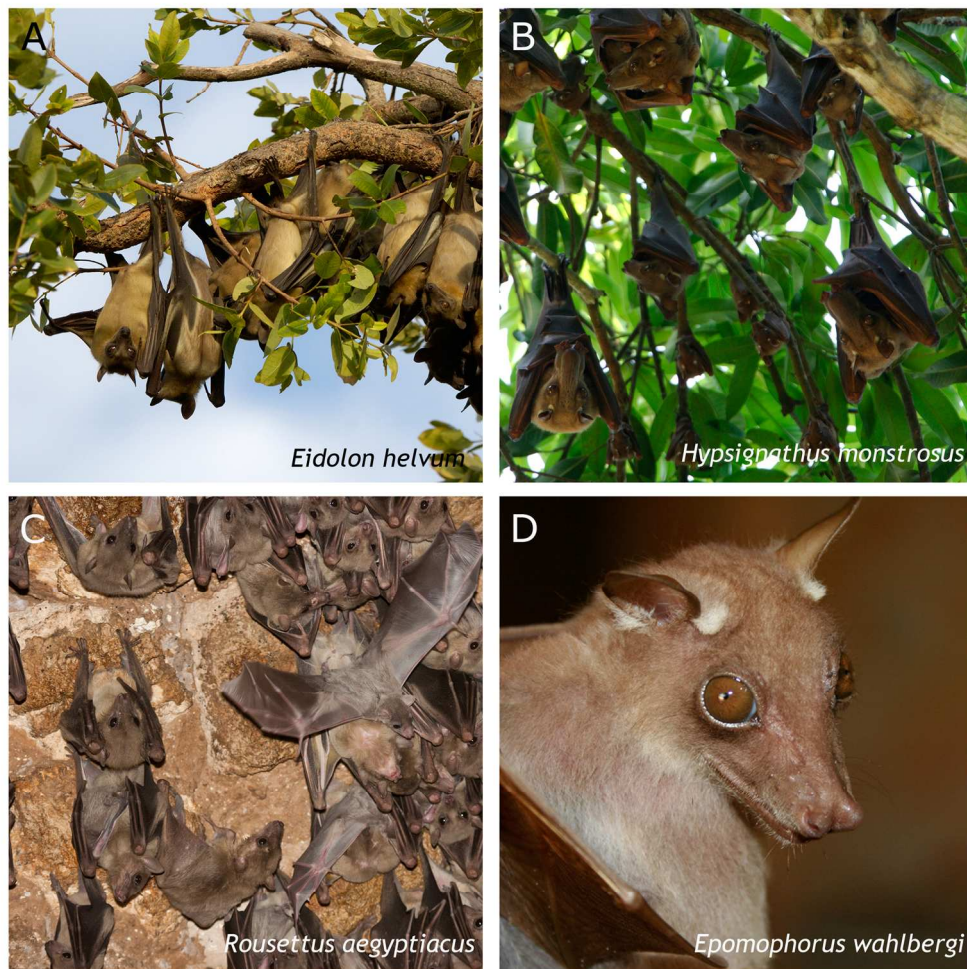 A
Eidolon helvum
B
Hypsignathus monstrosus
C
Rousettus aegyptiacus
D
Epomophorus wahlbergi